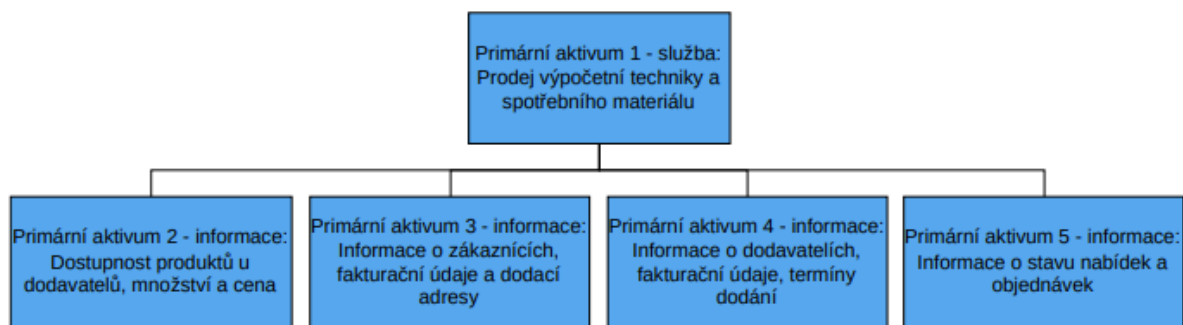 Primární aktivum 1 - služba:
Prodej výpočetní techniky a
spotřebního materiálu
Primární aktivum 2 - informace:
Dostupnost produktů u
dodavatelů, množství a cena
Primární aktivum 3 - informace:
Informace o zákaznících,
fakturační údaje a dodací
adresy
Primární aktivum 4 - informace:
Informace o dodavatelích,
fakturační údaje, termíny
dodání
Primární aktivum 5 - informace:
Informace o stavu nabídek a
objednávek